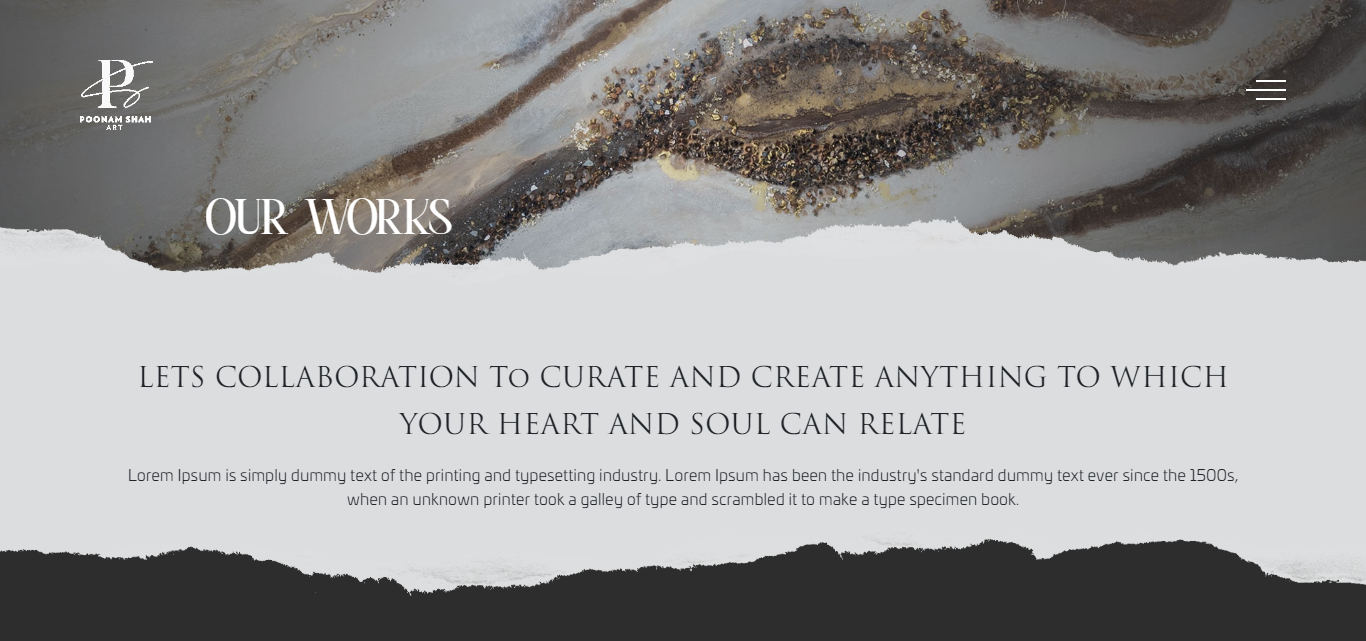 POONAM SHAH
ART
OUR WORKS
LETS COLLABORATION To CURATE AND CREATE ANYTHING TO WHICH
YOUR HEART AND SOUL CAN RELATE
Lorem Ipsum is simply dummy text of the printing and typesetting industry. Lorem Ipsum has been the industry's standard dummy text ever since the 1500s,
when an unknown printer took a galley of type and scrambled it to make a type specimen book.